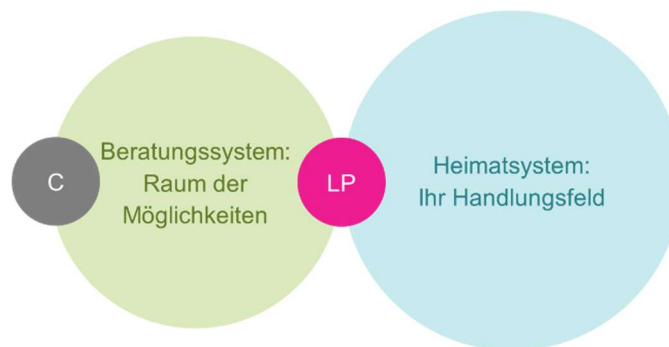 C
Beratungssystem:
Raum der
Möglichkeiten
LP
Heimatsystem:
Ihr Handlungsfeld